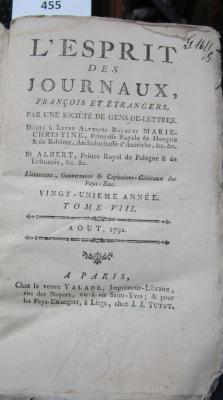 455
L'ESPRIT
DES
JOURNAUX,
FRANÇOIS ET ÉTRANGERS.
PAR UNE SOCIÉTÉ DE GENS-DE-LETTRES.
Dédié à Leurs Altesses Royales MARIE-
CHRISTINE, Princesse Royale de Hongrie
& de Bohême, Archiduchesse d'Autriche, &c. &c.
Et ALBERT, Prince Royal de Pologne & de
Lithuanie, &c. &c.
Lieutenans, Gouverneurs & Capitaines-Généraux des
Pays-Bas.
VINGT-UNIEME ANNÉE.
TOME VIII.
AOUT, 1792.
A PARIS,
Chez la veuve VALADE, Imprimeur-Libraire,
rue des Noyers, vis-à-vis Saint-Yves; & pour
les Pays-Etrangers, à Liege, chez J. J. TUTOT,